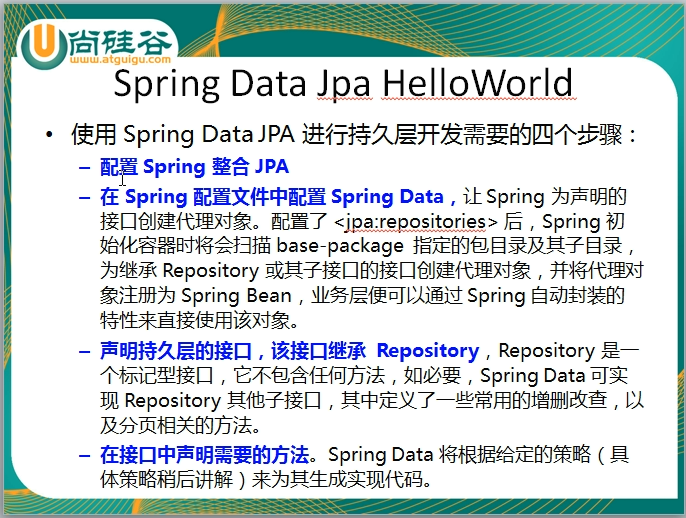 尚硅谷
www.atguigu.com
Spring Data Jpa HelloWorld
• 使用 Spring Data JPA 进行持久层开发需要的四个步骤：
– 配置 Spring 整合 JPA
– 在 Spring 配置文件中配置 Spring Data，让 Spring 为声明的
接口创建代理对象。配置了 <jpa:repositories> 后，Spring 初
始化容器时将会扫描 base-package 指定的包目录及其子目录，
为继承 Repository 或其子接口的接口创建代理对象，并将代理对
象注册为 Spring Bean，业务层便可以通过 Spring 自动封装的
特性来直接使用该对象。
– 声明持久层的接口，该接口继承 Repository，Repository 是一
个标记型接口，它不包含任何方法，如必要，Spring Data 可实
现 Repository 其他子接口，其中定义了一些常用的增删改查，以
及分页相关的方法。
– 在接口中声明需要的方法。Spring Data 将根据给定的策略（具
体策略稍后讲解）来为其生成实现代码。